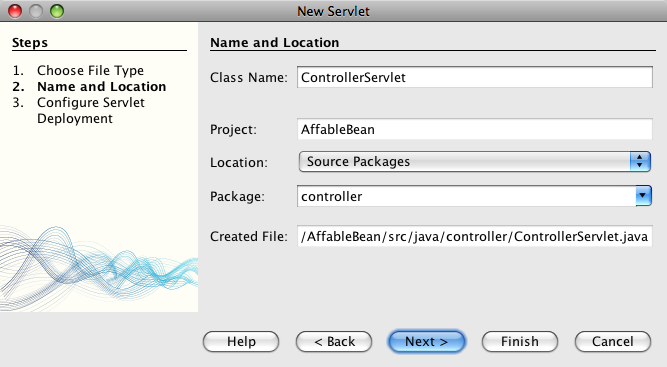 New Servlet
Steps
1. Choose File Type
2. Name and Location
3. Configure Servlet
Deployment
Name and Location
Class Name: ControllerServlet
Project: AffableBean
Location: Source Packages
Package: controller
Created File: /AffableBean/src/java/controller/ControllerServlet.java
Help < Back Next > Finish Cancel